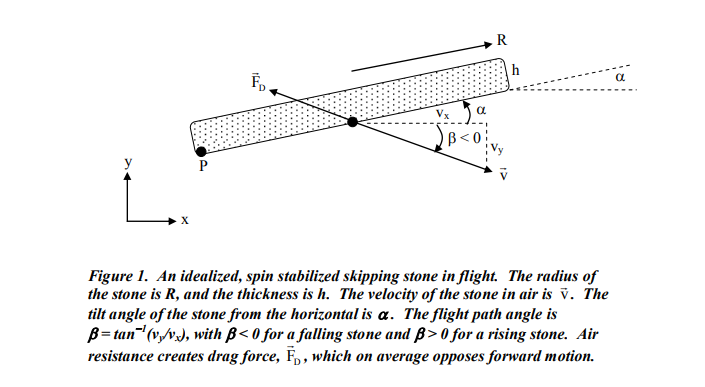 R
h
α
F⃗D
vx
α
β < 0
vy
v⃗
P
y
x
Figure 1. An idealized, spin stabilized skipping stone in flight. The radius of
the stone is R, and the thickness is h. The velocity of the stone in air is v⃗. The
tilt angle of the stone from the horizontal is α. The flight path angle is
β=tan⁻¹(vy/vx), with β< 0 for a falling stone and β> 0 for a rising stone. Air
resistance creates drag force, F⃗D, which on average opposes forward motion.